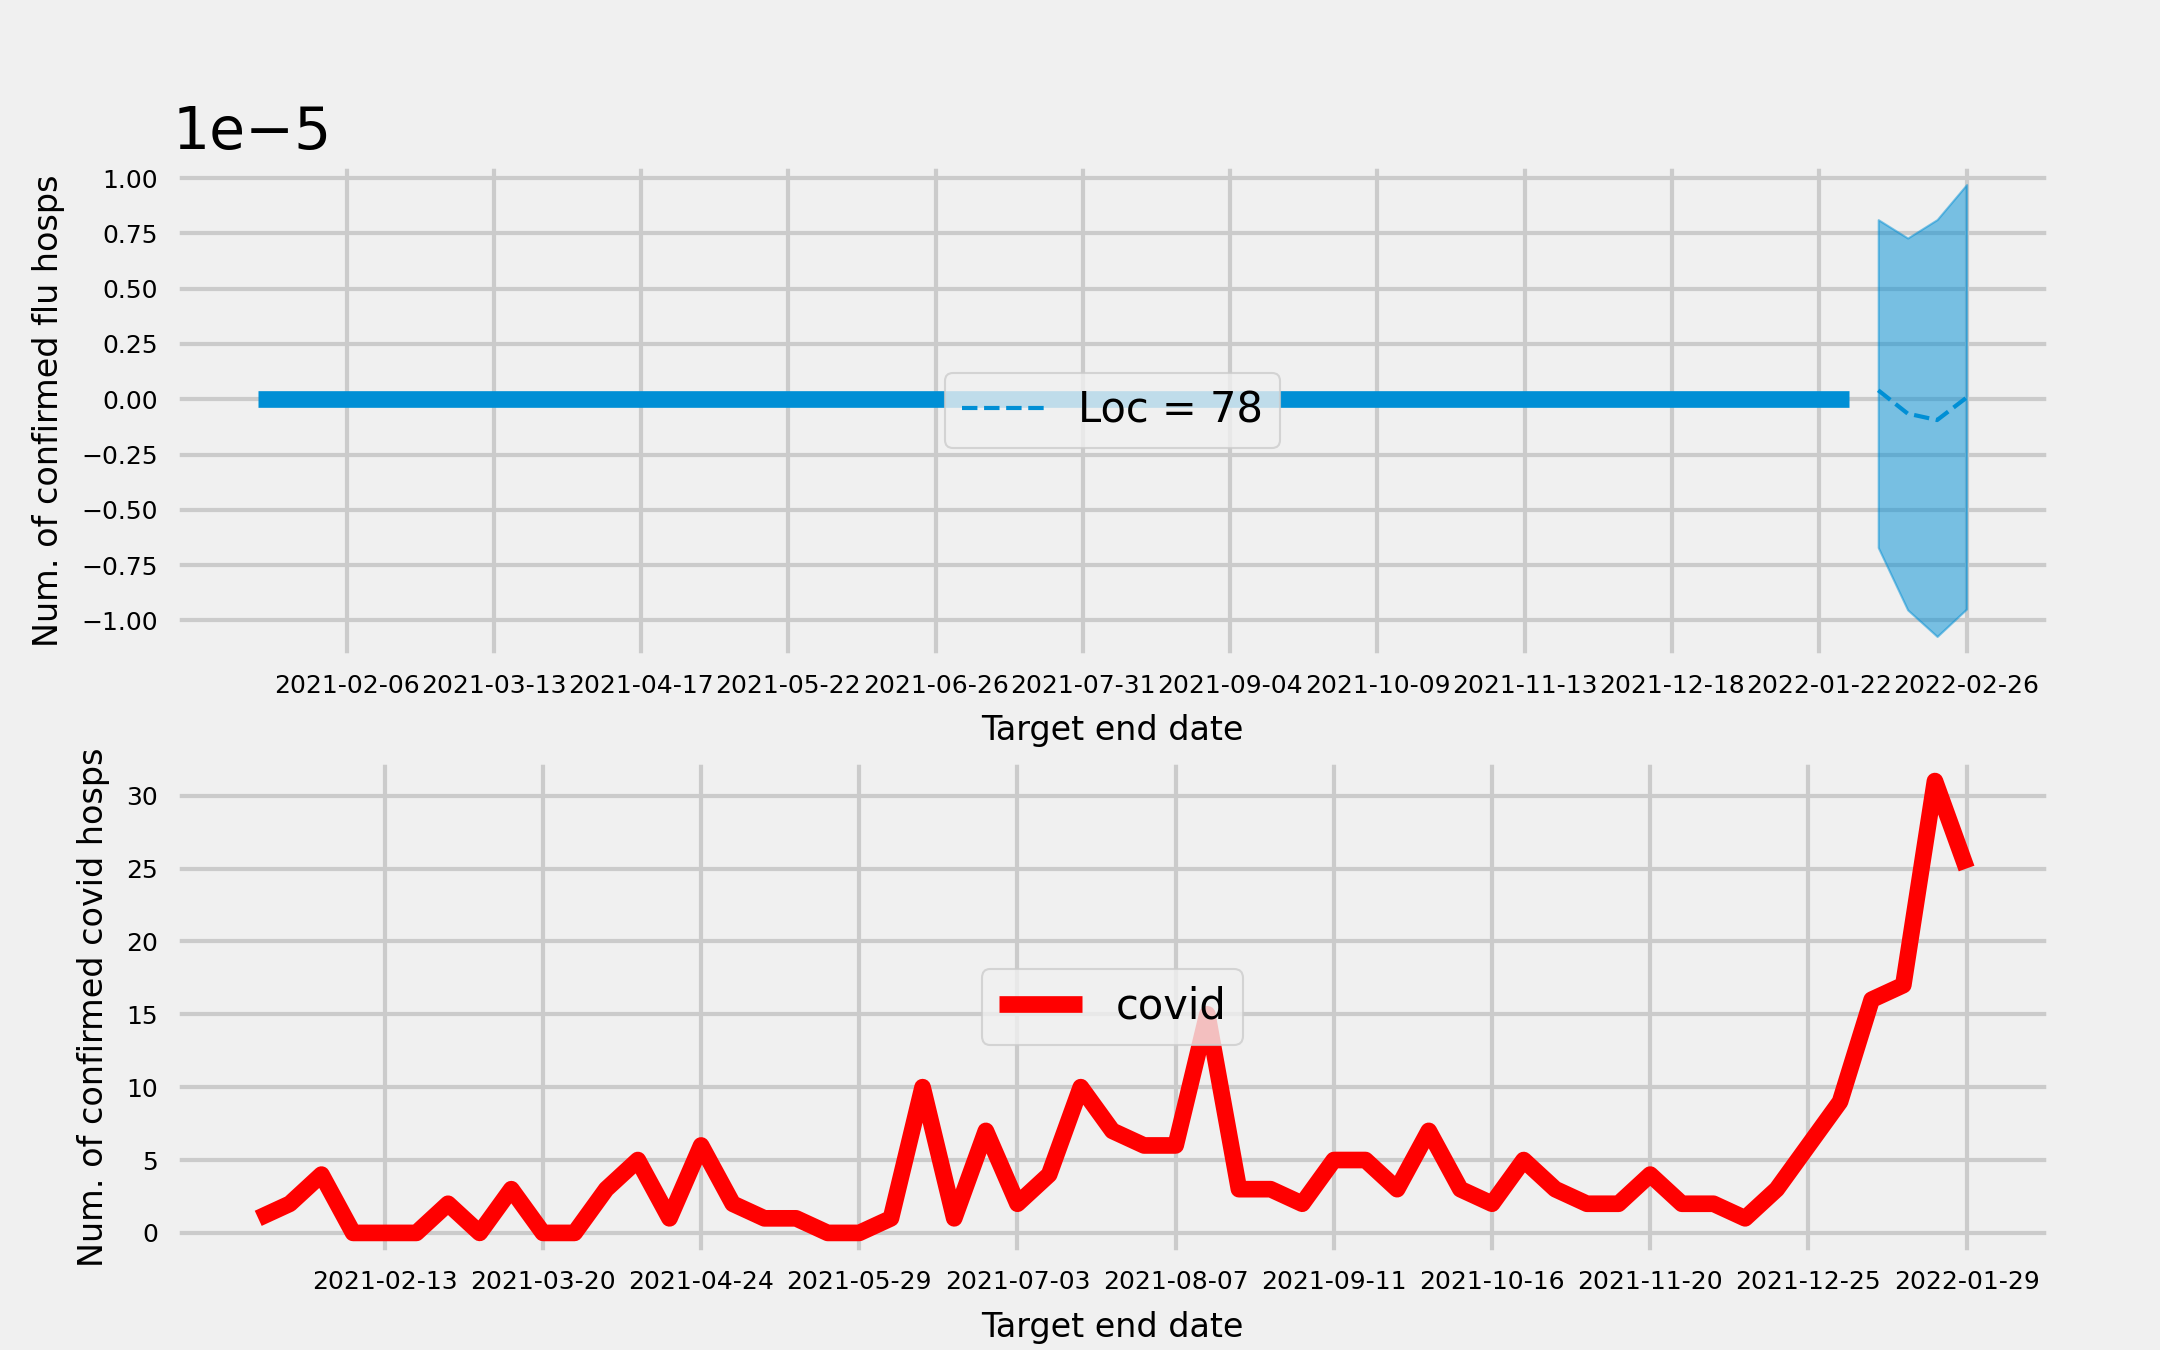 1e−5
Num. of confirmed flu hosps
1.00
0.75
0.50
0.25
0.00
−0.25
−0.50
−0.75
−1.00
Loc = 78
2021-02-06 2021-03-13 2021-04-17 2021-05-22 2021-06-26 2021-07-31 2021-09-04 2021-10-09 2021-11-13 2021-12-18 2022-01-22 2022-02-26
Target end date
Num. of confirmed covid hosps
30
25
20
15
10
5
0
covid
2021-02-13 2021-03-20 2021-04-24 2021-05-29 2021-07-03 2021-08-07 2021-09-11 2021-10-16 2021-11-20 2021-12-25 2022-01-29
Target end date